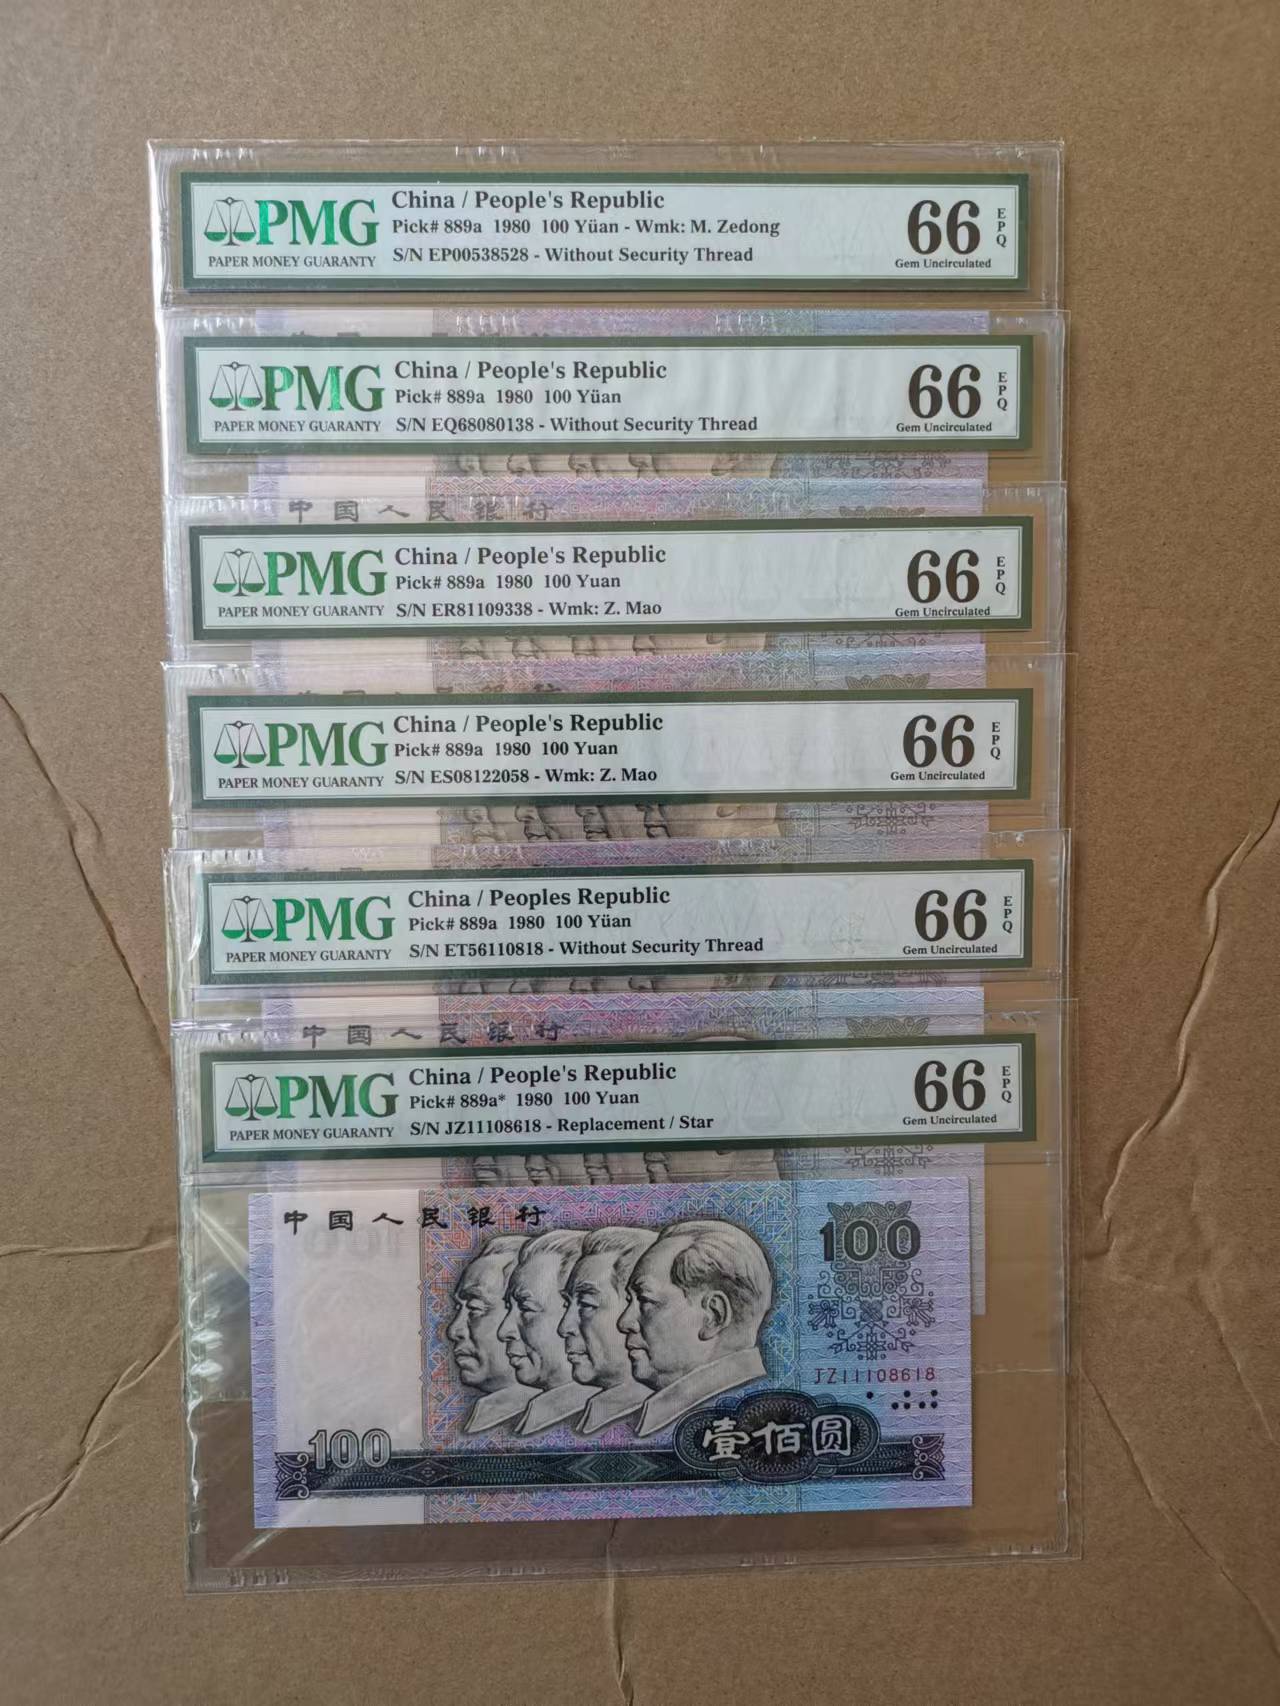 PMG
PAPER MONEY GUARANTY
China / People's Republic
Pick# 889a 1980 100 Yüan - Wmk: M. Zedong
S/N EP00538528 - Without Security Thread
66 EPQ
Gem Uncirculated
PMG
PAPER MONEY GUARANTY
China / People's Republic
Pick# 889a 1980 100 Yüan
S/N EQ68080138 - Without Security Thread
66 EPQ
Gem Uncirculated
中国人民银行
PMG
PAPER MONEY GUARANTY
China / People's Republic
Pick# 889a 1980 100 Yuan
S/N ER81109338 - Wmk: Z. Mao
66 EPQ
Gem Uncirculated
PMG
PAPER MONEY GUARANTY
China / People's Republic
Pick# 889a 1980 100 Yuan
S/N ES08122058 - Wmk: Z. Mao
66 EPQ
Gem Uncirculated
PMG
PAPER MONEY GUARANTY
China / Peoples Republic
Pick# 889a 1980 100 Yüan
S/N ET56110818 - Without Security Thread
66 EPQ
Gem Uncirculated
中国人民银行
PMG
PAPER MONEY GUARANTY
China / People's Republic
Pick# 889a* 1980 100 Yuan
S/N JZ11108618 - Replacement / Star
66 EPQ
Gem Uncirculated
中国人民银行
100
JZ11108618
壹佰圆
100